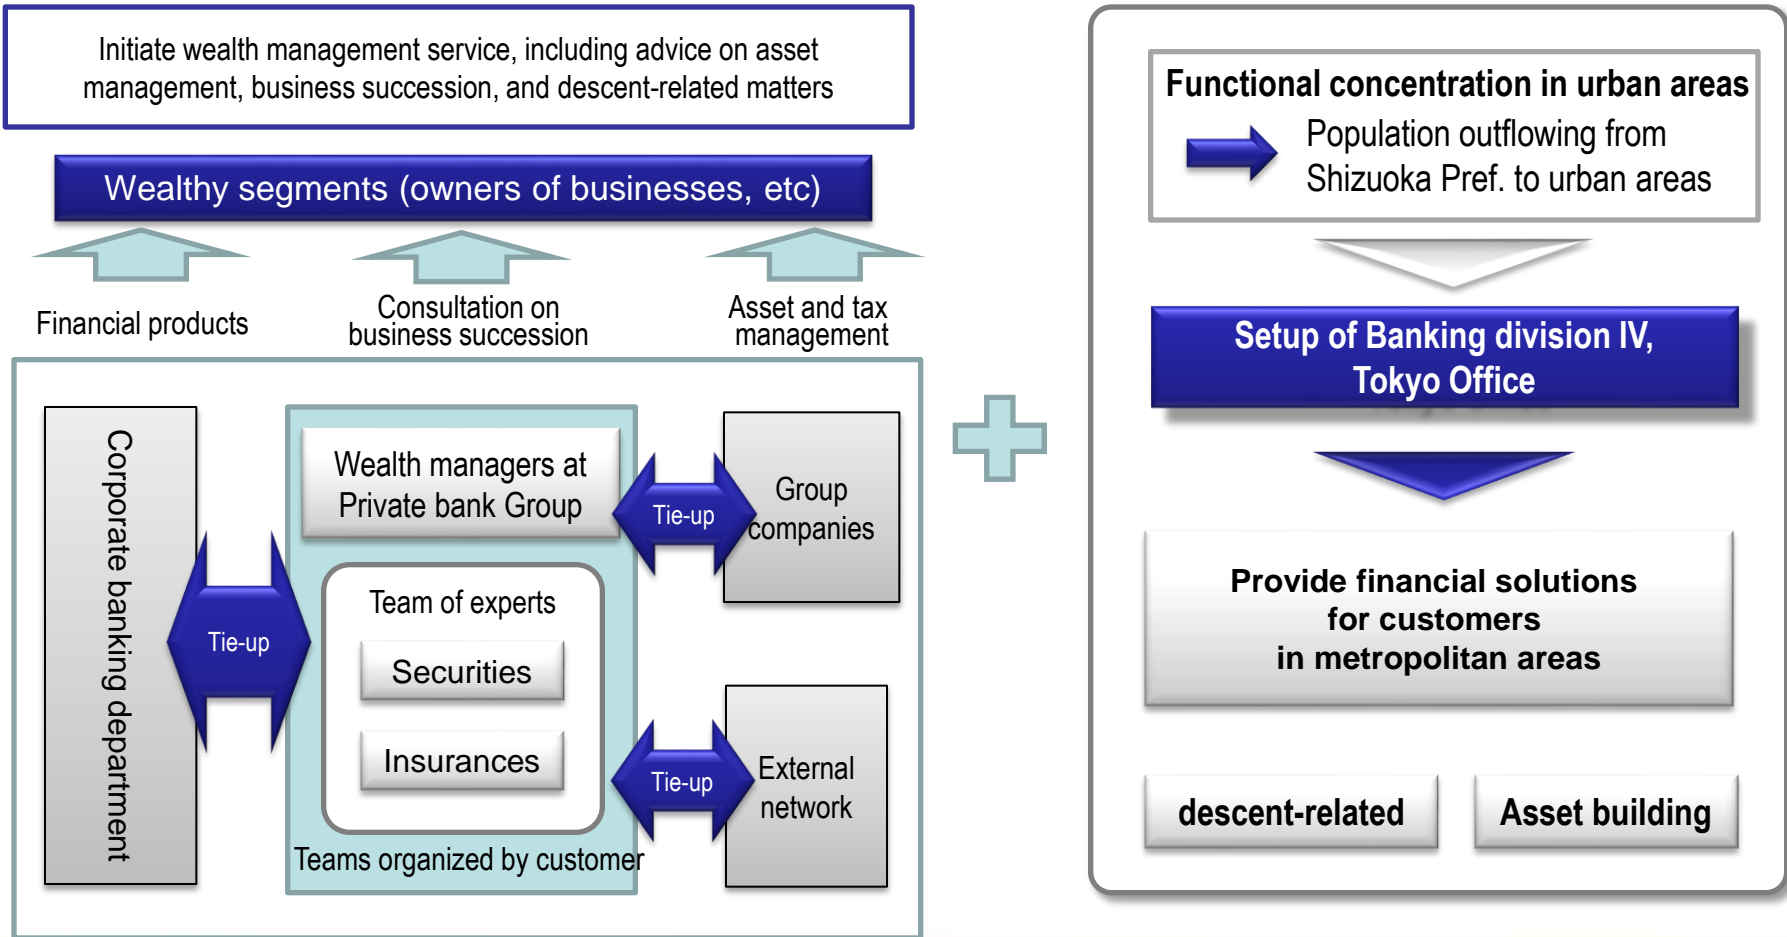 Initiate wealth management service, including advice on asset
management, business succession, and descent-related matters
Wealthy segments (owners of businesses, etc)
Financial products
Consultation on
business succession
Asset and tax
management
Corporate banking department
Tie-up
Wealth managers at
Private bank Group
Team of experts
Securities
Insurances
Teams organized by customer
Tie-up
Group
companies
Tie-up
External
network
Functional concentration in urban areas
Population outflowing from
Shizuoka Pref. to urban areas
Setup of Banking division IV,
Tokyo Office
Provide financial solutions
for customers
in metropolitan areas
descent-related
Asset building